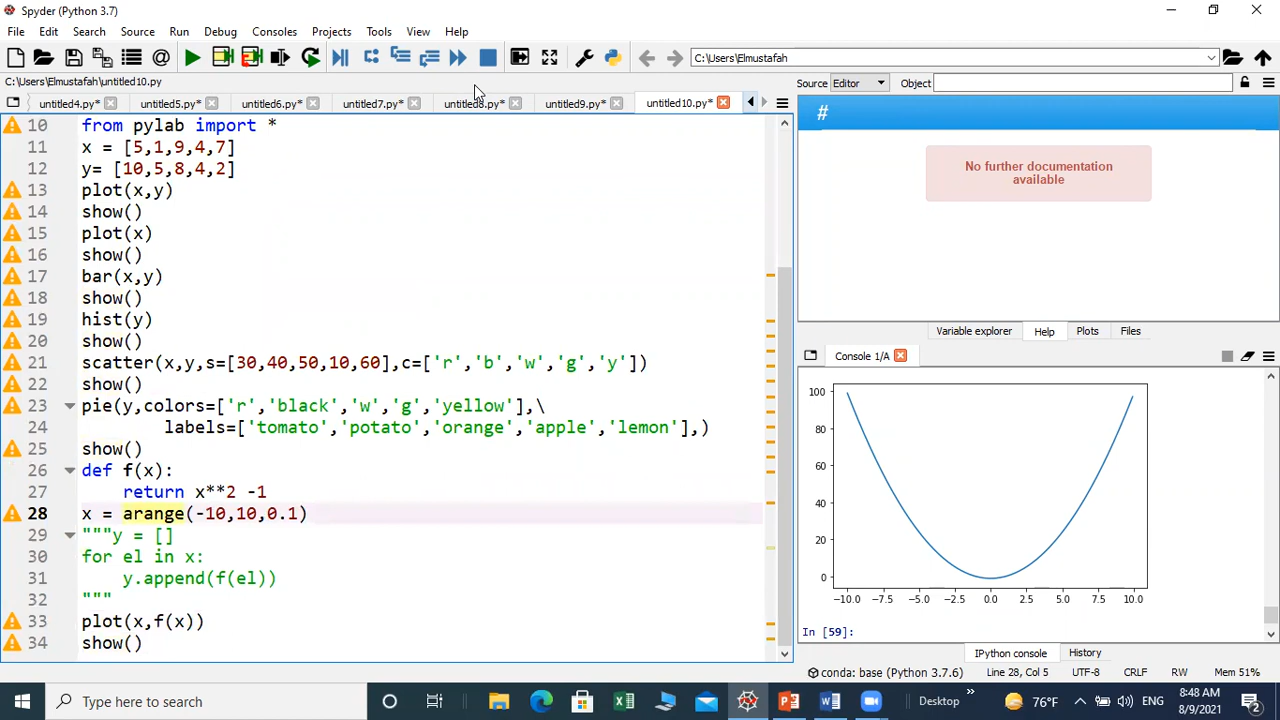 Spyder (Python 3.7)
File Edit Search Source Run Debug Consoles Projects Tools View Help
C:\Users\Elmustafah
C:\Users\Elmustafah\untitled10.py
Source Editor Object
untitled4.py* untitled5.py* untitled6.py* untitled7.py* untitled8.py* untitled9.py* untitled10.py*
#
10 from pylab import *
11 x = [5,1,9,4,7]
12 y= [10,5,8,4,2]
13 plot(x,y)
14 show()
15 plot(x)
16 show()
17 bar(x,y)
18 show()
19 hist(y)
20 show()
21 scatter(x,y,s=[30,40,50,10,60],c=['r','b','w','g','y'])
22 show()
23 pie(y,colors=['r','black','w','g','yellow'],\
24 labels=['tomato','potato','orange','apple','lemon'],)
25 show()
26 def f(x):
27 return x**2 -1
28 x = arange(-10,10,0.1)
29 """y = []
30 for el in x:
31 y.append(f(el))
32 """
33 plot(x,f(x))
34 show()
No further documentation
available
Variable explorer Help Plots Files
Console 1/A
100
80
60
40
20
0
−10.0 −7.5 −5.0 −2.5 0.0 2.5 5.0 7.5 10.0
In [59]:
IPython console History
conda: base (Python 3.7.6) Line 28, Col 5 UTF-8 CRLF RW Mem 51%
Type here to search
Desktop » 76°F ENG 8:48 AM
8/9/2021 2